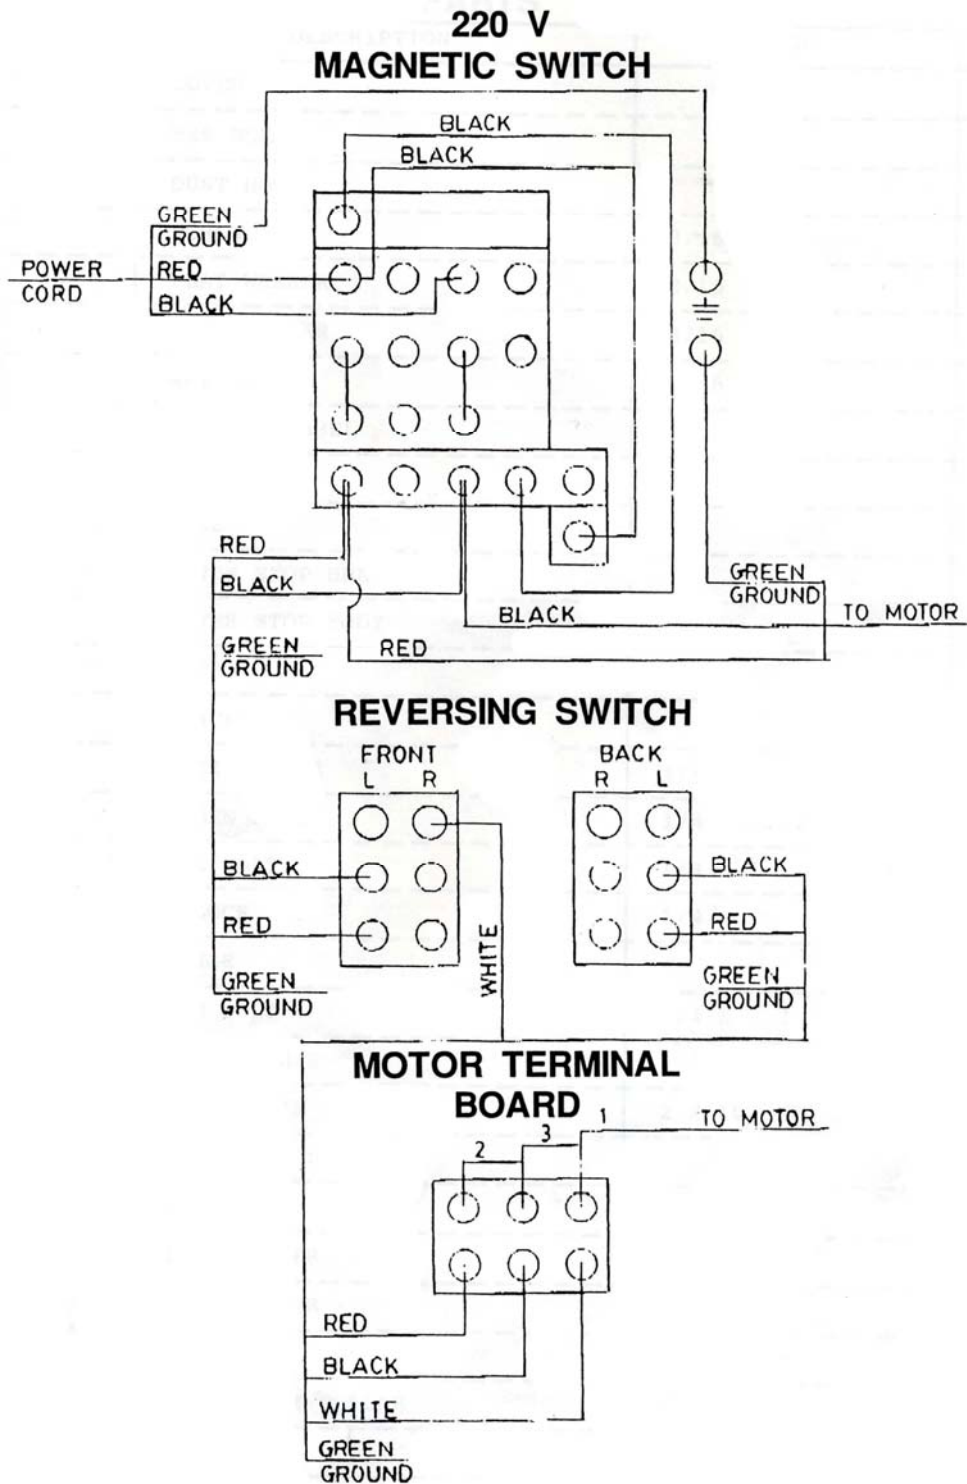 220 V
MAGNETIC SWITCH
BLACK
BLACK
GREEN
GROUND
POWER
CORD
RED
BLACK
RED
BLACK
GREEN
GROUND
BLACK
RED
GREEN
GROUND
TO MOTOR
REVERSING SWITCH
FRONT
L R
BACK
R L
BLACK
RED
GREEN
GROUND
WHITE
BLACK
RED
GREEN
GROUND
MOTOR TERMINAL
BOARD
2
3
1
TO MOTOR
RED
BLACK
WHITE
GREEN
GROUND